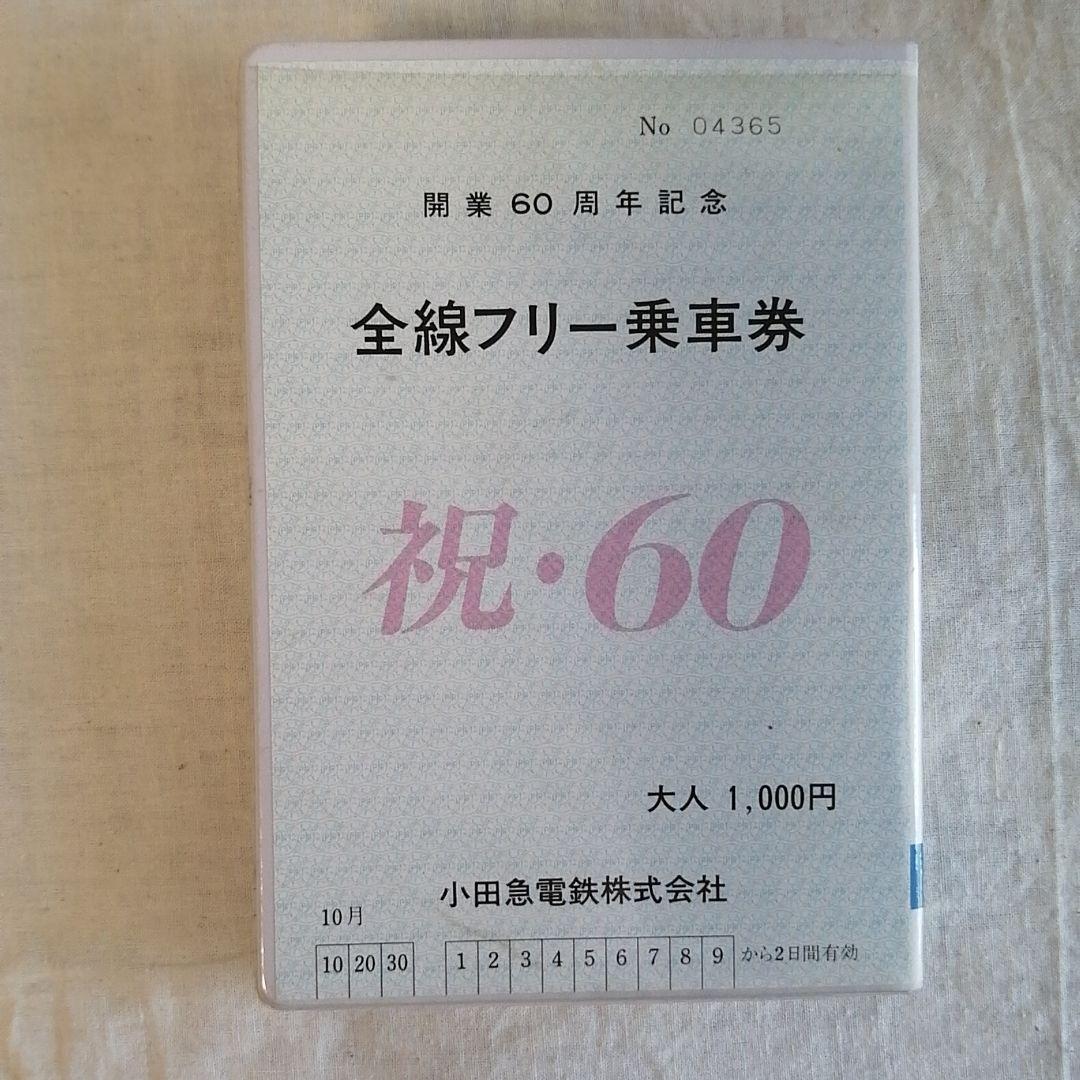 No 04365
開業60周年記念
全線フリー乗車券
祝・60
大人 1,000円
小田急電鉄株式会社
10月
10 20 30 1 2 3 4 5 6 7 8 9 から2日間有効